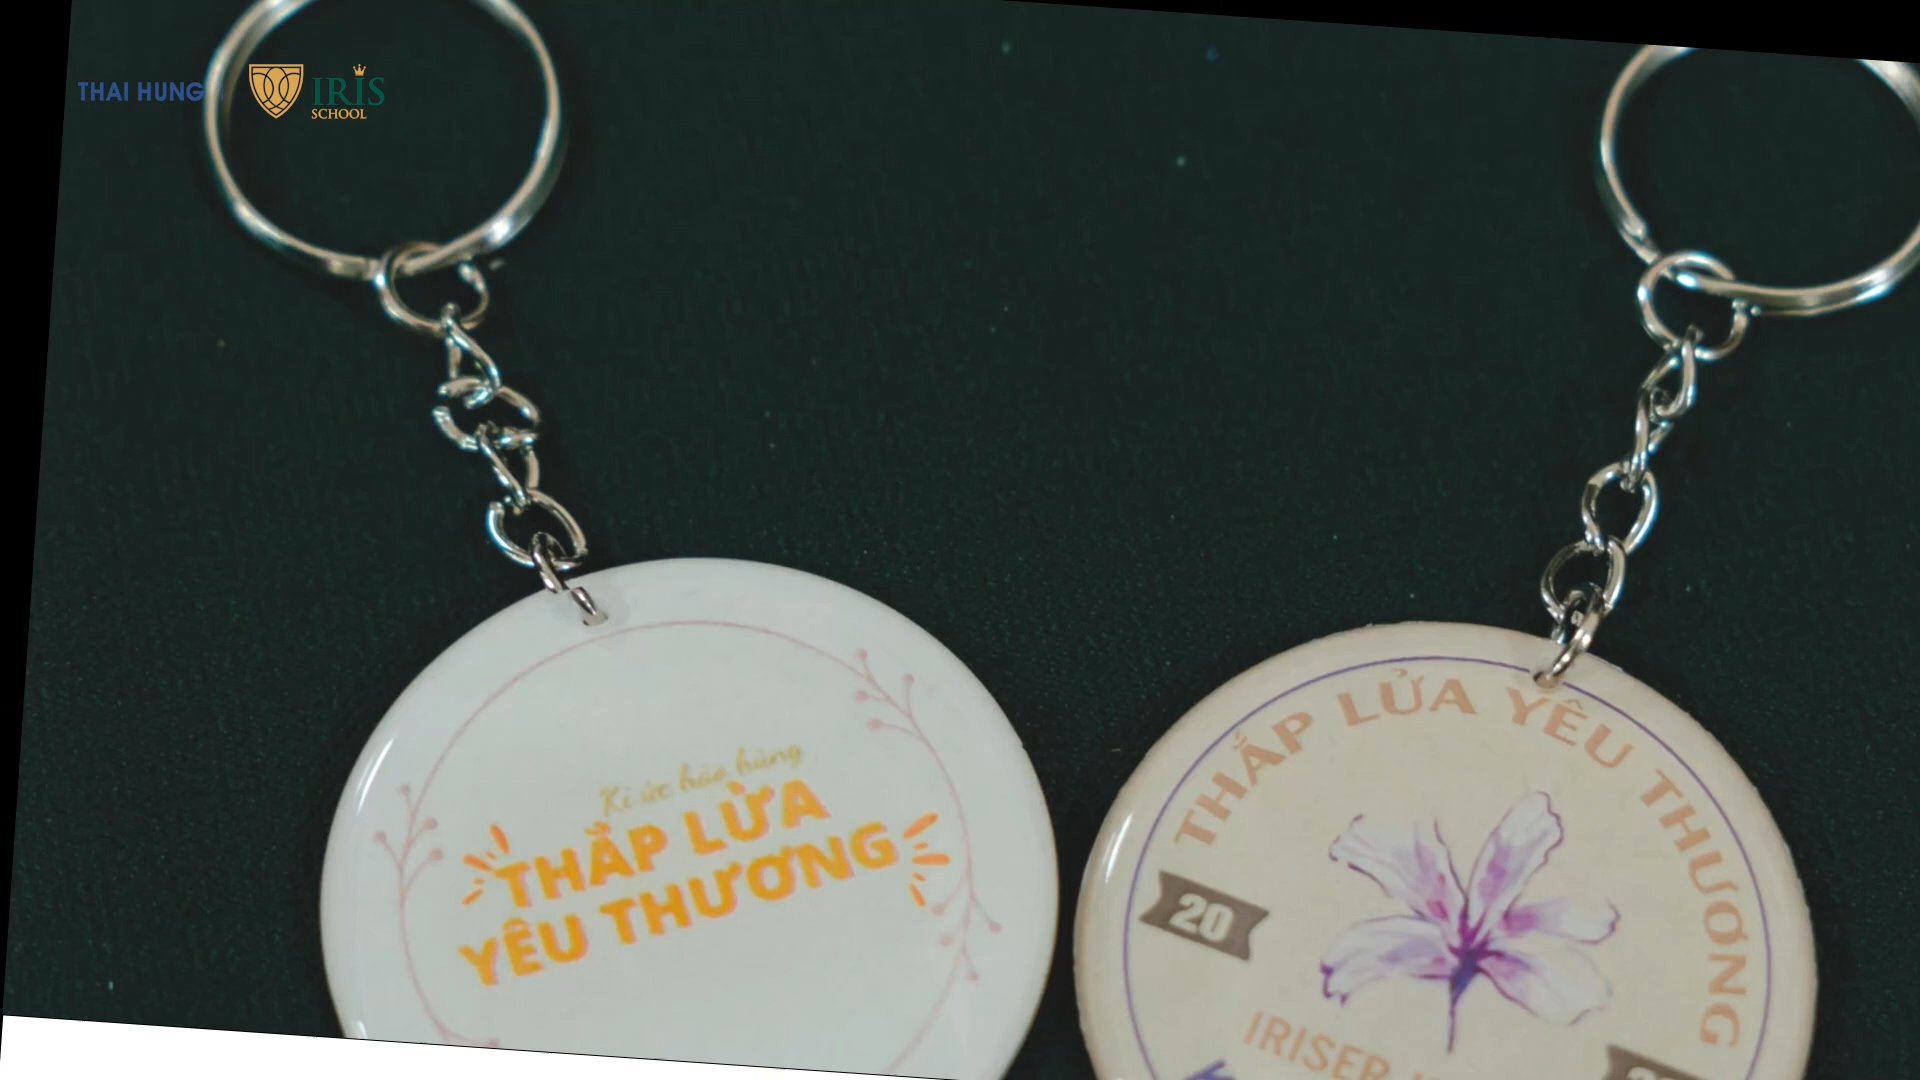 THAI HUNG
IRIS
SCHOOL
Kí ức hào hùng
THẮP LỬA
YÊU THƯƠNG
THẮP LỬA YÊU THƯƠNG
20
IRISER